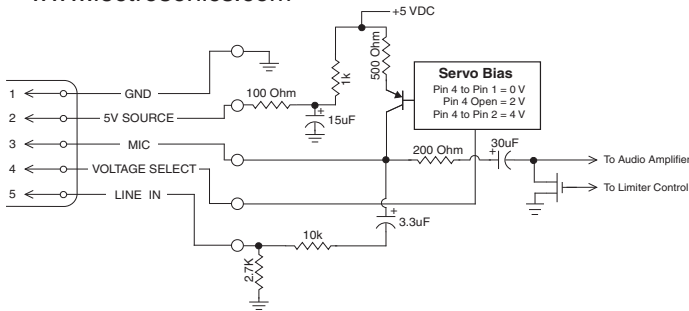 +5 VDC
1 GND
2 5V SOURCE
3 MIC
4 VOLTAGE SELECT
5 LINE IN
100 Ohm
15uF
1k
500 Ohm
Servo Bias
Pin 4 to Pin 1 = 0 V
Pin 4 Open = 2 V
Pin 4 to Pin 2 = 4 V
200 Ohm
30uF
To Audio Amplifier
To Limiter Control
3.3uF
10k
2.7K